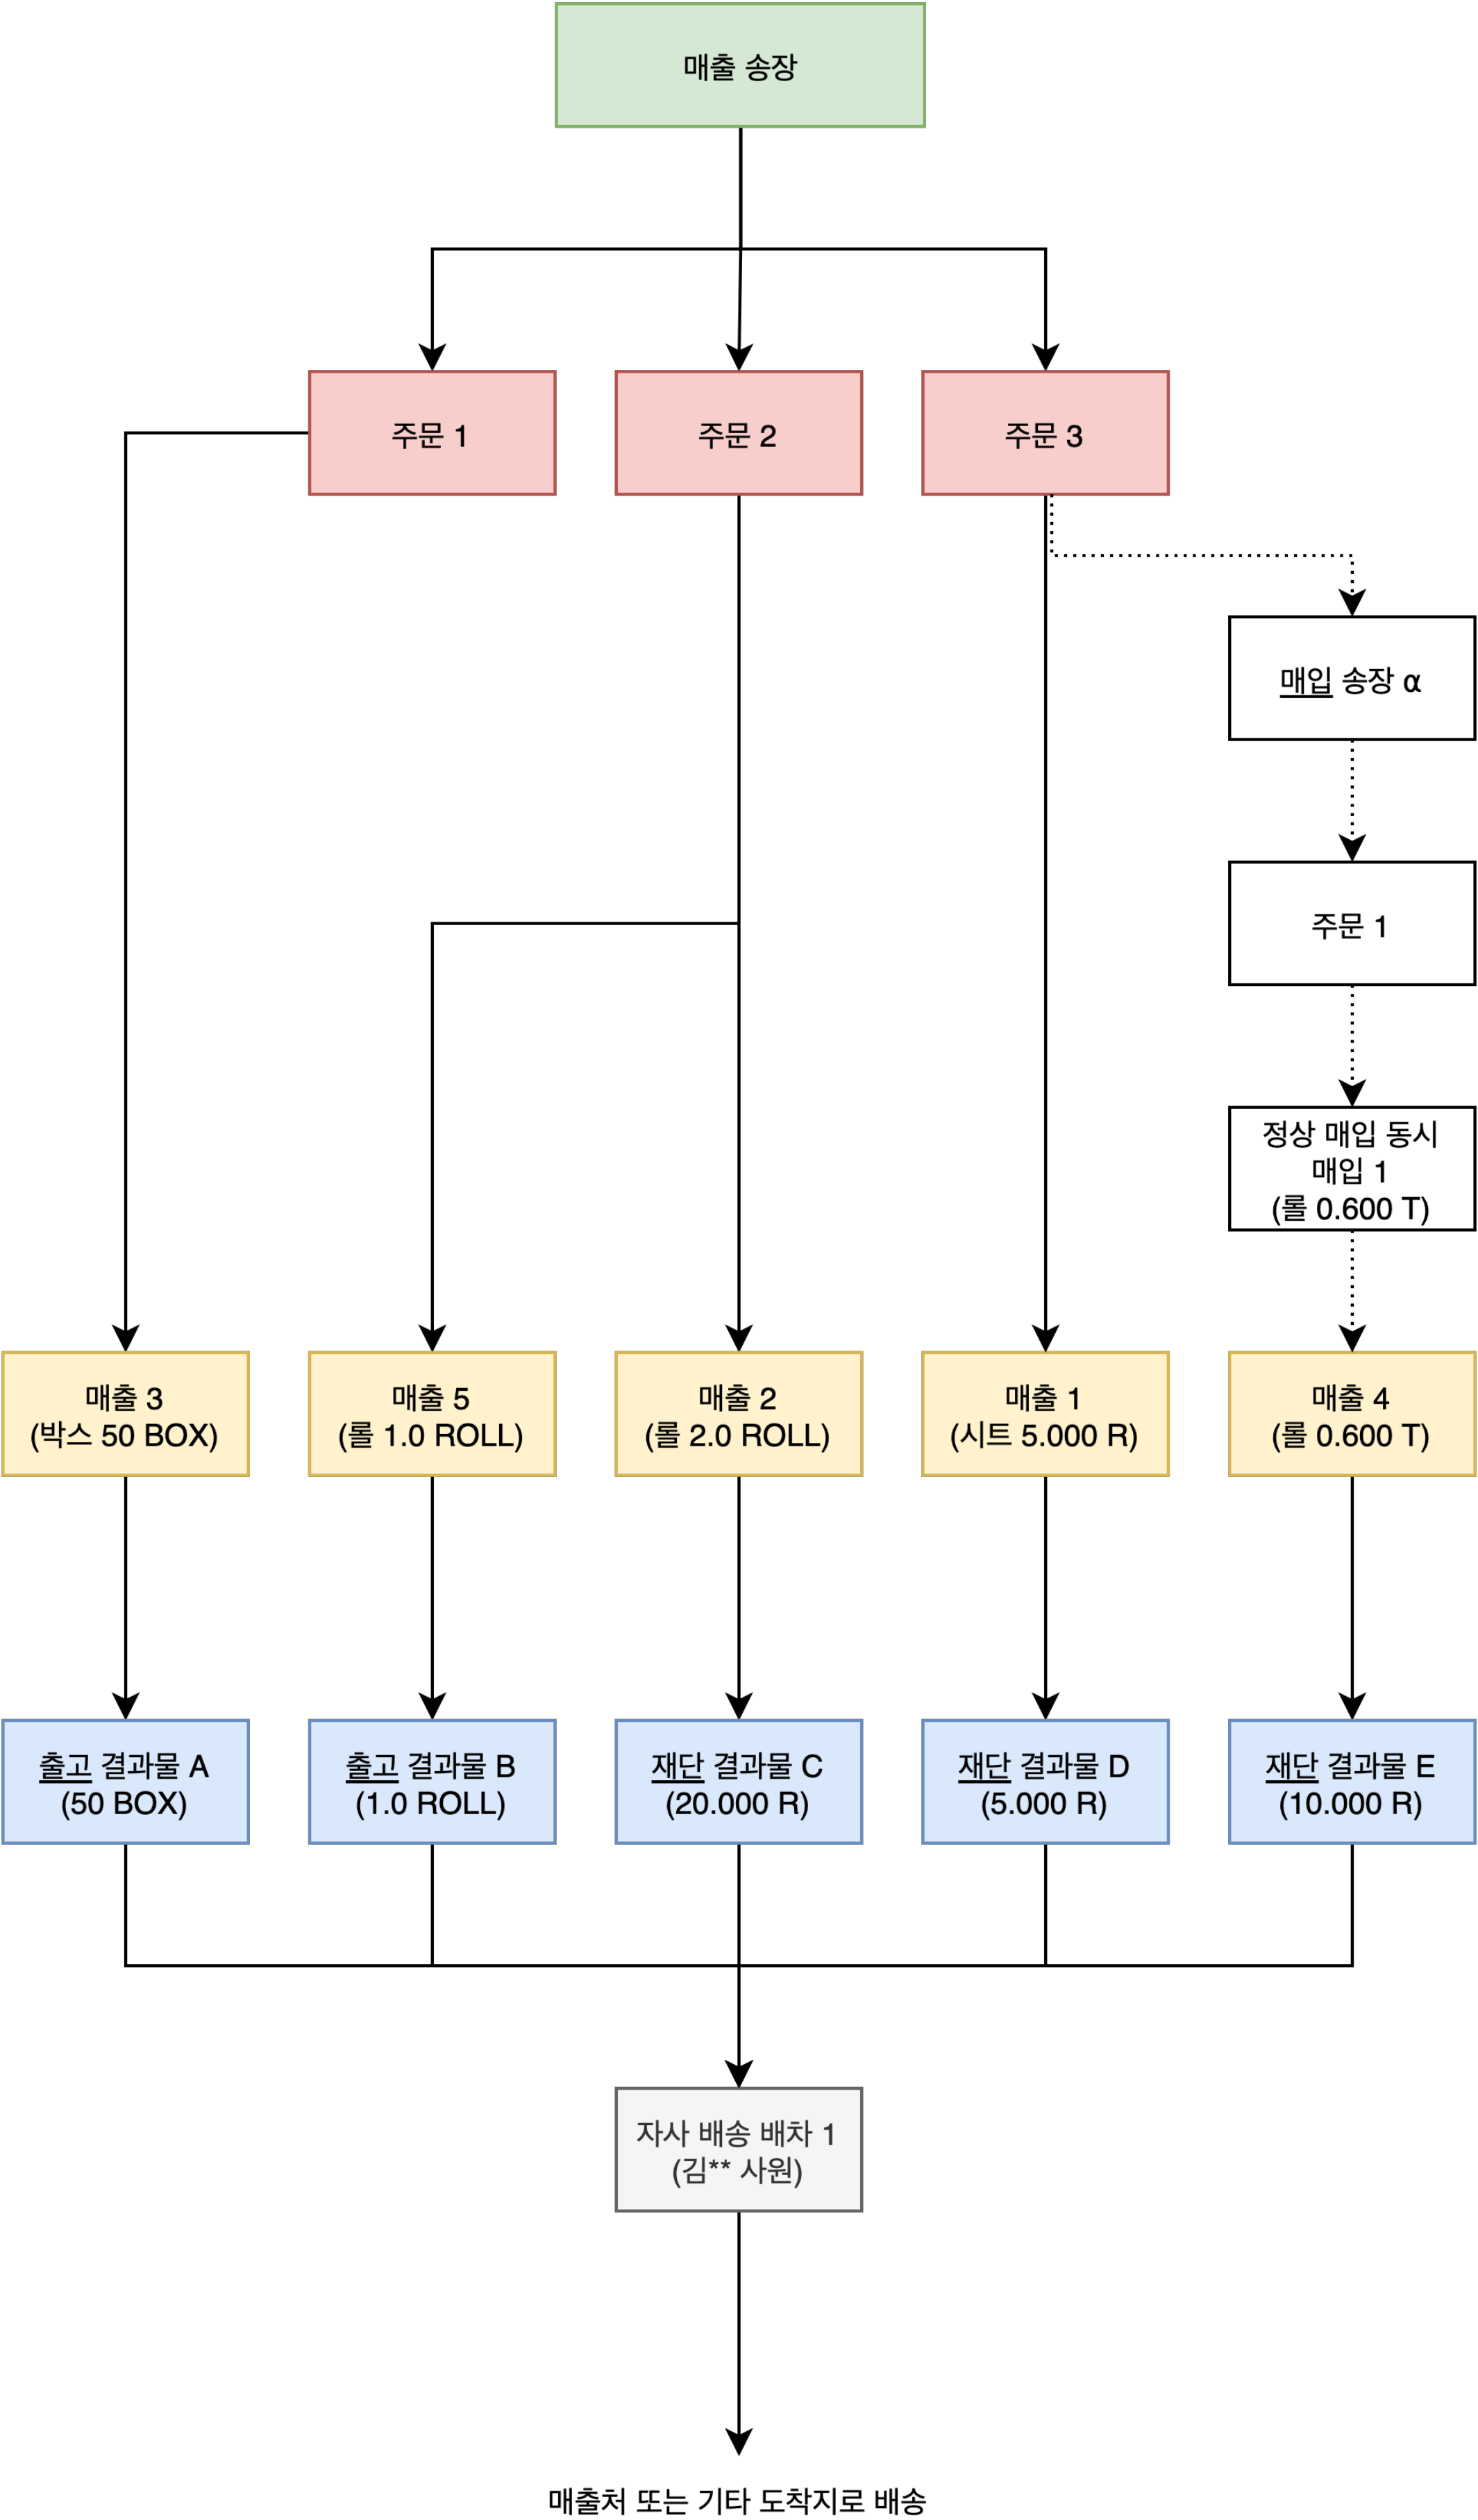 매출 송장
주문 1
주문 2
주문 3
매입 송장 α
주문 1
정상 매입 동시
매입 1
(롤 0.600 T)
매출 3
(박스 50 BOX)
매출 5
(롤 1.0 ROLL)
매출 2
(롤 2.0 ROLL)
매출 1
(시트 5.000 R)
매출 4
(롤 0.600 T)
출고 결과물 A
(50 BOX)
출고 결과물 B
(1.0 ROLL)
재단 결과물 C
(20.000 R)
재단 결과물 D
(5.000 R)
재단 결과물 E
(10.000 R)
자사 배송 배차 1
(김** 사원)
매출처 또는 기타 도착지로 배송